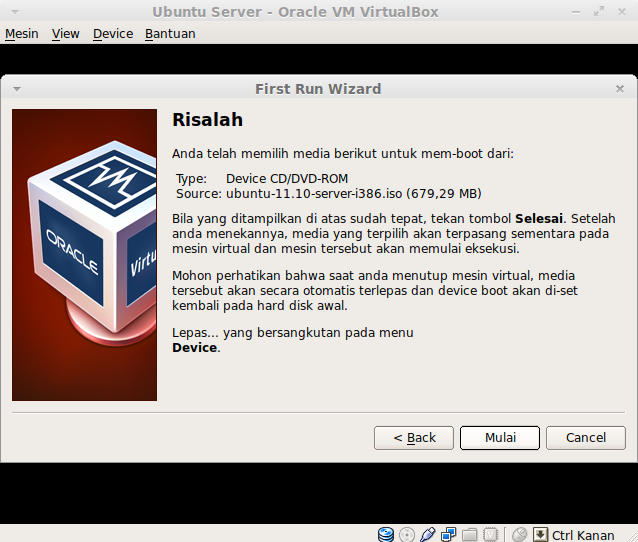 Ubuntu Server - Oracle VM VirtualBox
Mesin View Device Bantuan
First Run Wizard
Risalah
Anda telah memilih media berikut untuk mem-boot dari:
Type: Device CD/DVD-ROM
Source: ubuntu-11.10-server-i386.iso (679,29 MB)
Bila yang ditampilkan di atas sudah tepat, tekan tombol Selesai. Setelah
anda menekannya, media yang terpilih akan terpasang sementara pada
mesin virtual dan mesin tersebut akan memulai eksekusi.
Mohon perhatikan bahwa saat anda menutup mesin virtual, media
tersebut akan secara otomatis terlepas dan device boot akan di-set
kembali pada hard disk awal.
Lepas... yang bersangkutan pada menu
Device.
ORACLE
Virtu
< Back Mulai Cancel
Ctrl Kanan